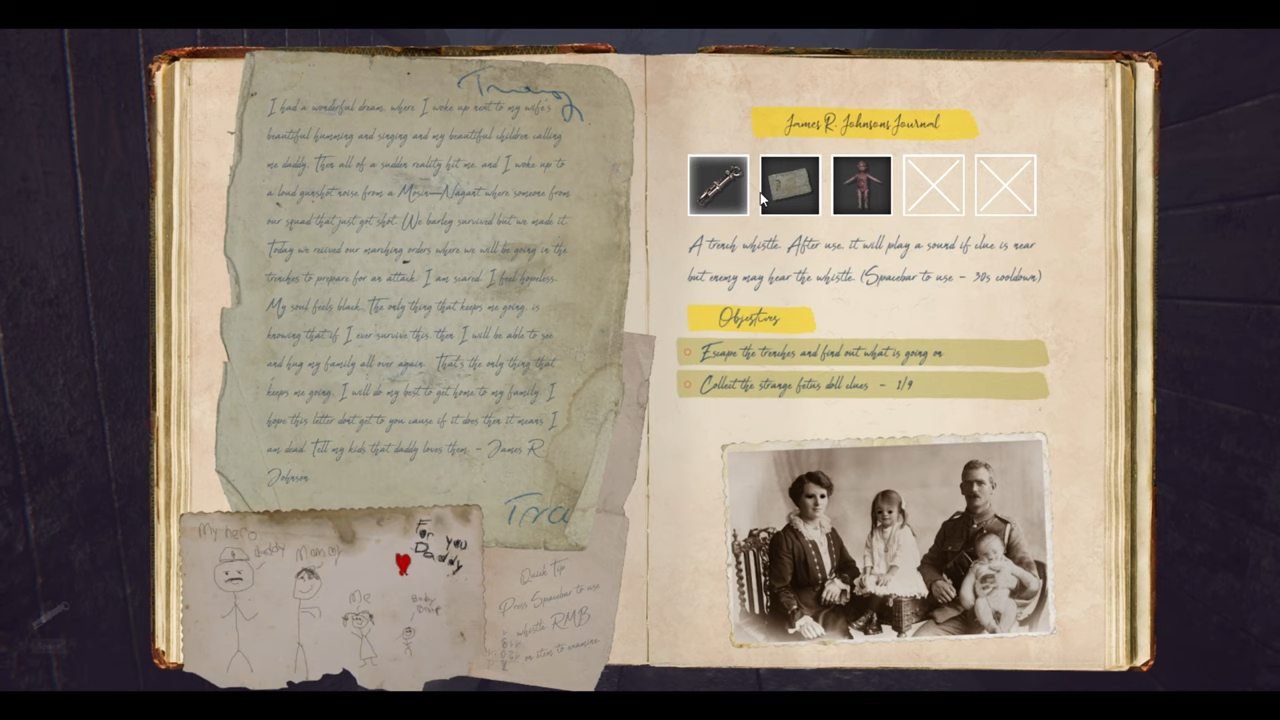 I had a wonderful dream, where I woke up next to my wife's
beautiful humming and singing and my beautiful children calling
me daddy. Then all of a sudden reality hit me, and I woke up to
a loud gunshot noise from a Mosin—Nagant where someone from
our squad that just got shot. We barley survived but we made it.
Today we recived our marching orders where we will be going in the
trenches to prepare for an attack. I am scared. I feel hopeless.
My soul feels black. The only thing that keeps me going, is
knowing that if I ever survive this, then I will be able to see
and hug my family all over again. That's the only thing that
keeps me going. I will do my best to get home to my family. I
hope this letter dont get to you cause if it does then it means I
am dead. Tell my kids that daddy loves them. - James R
Johnson
My hero
Daddy
Mommy
Me
Baby
For you
Daddy
Quick Tip
Press Spacebar to use
whistle RMB
on item to examine
James R. Johnsons Journal
A trench whistle. After use, it will play a sound if clue is near
but enemy may hear the whistle. (Spacebar to use - 30s cooldown)
Objectives
Escape the trenches and find out what is going on
Collect the strange fetus doll clues - 1/9